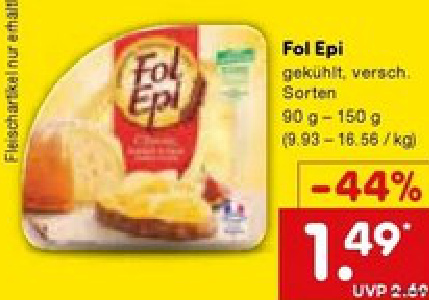 Fleischartikel nur erhältl
Fol
Epi
Fol Epi
gekühlt, versch.
Sorten
90 g – 150 g
(9.93 – 16.56 / kg)
-44%
1.49*
UVP 2.69